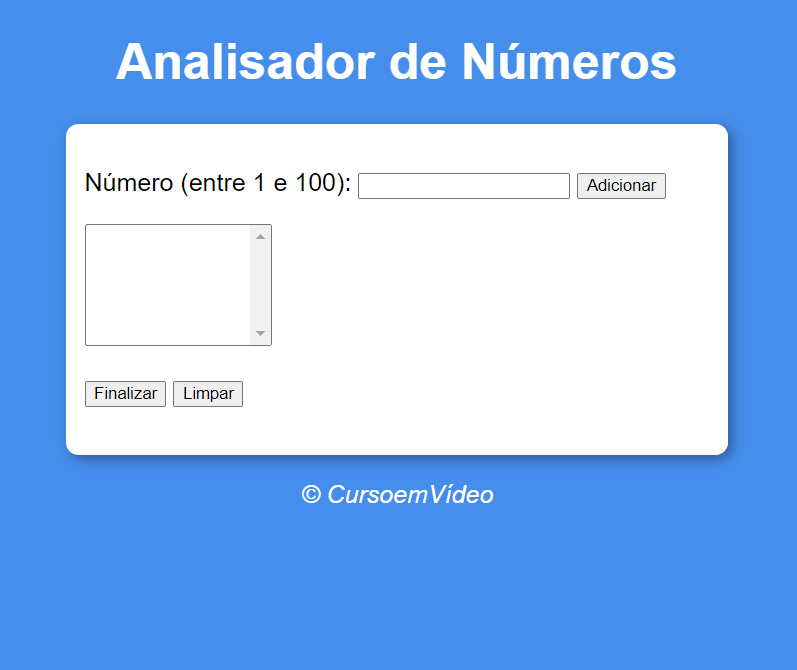 Analisador de Números
Número (entre 1 e 100): Adicionar
Finalizar Limpar
© CursoemVídeo